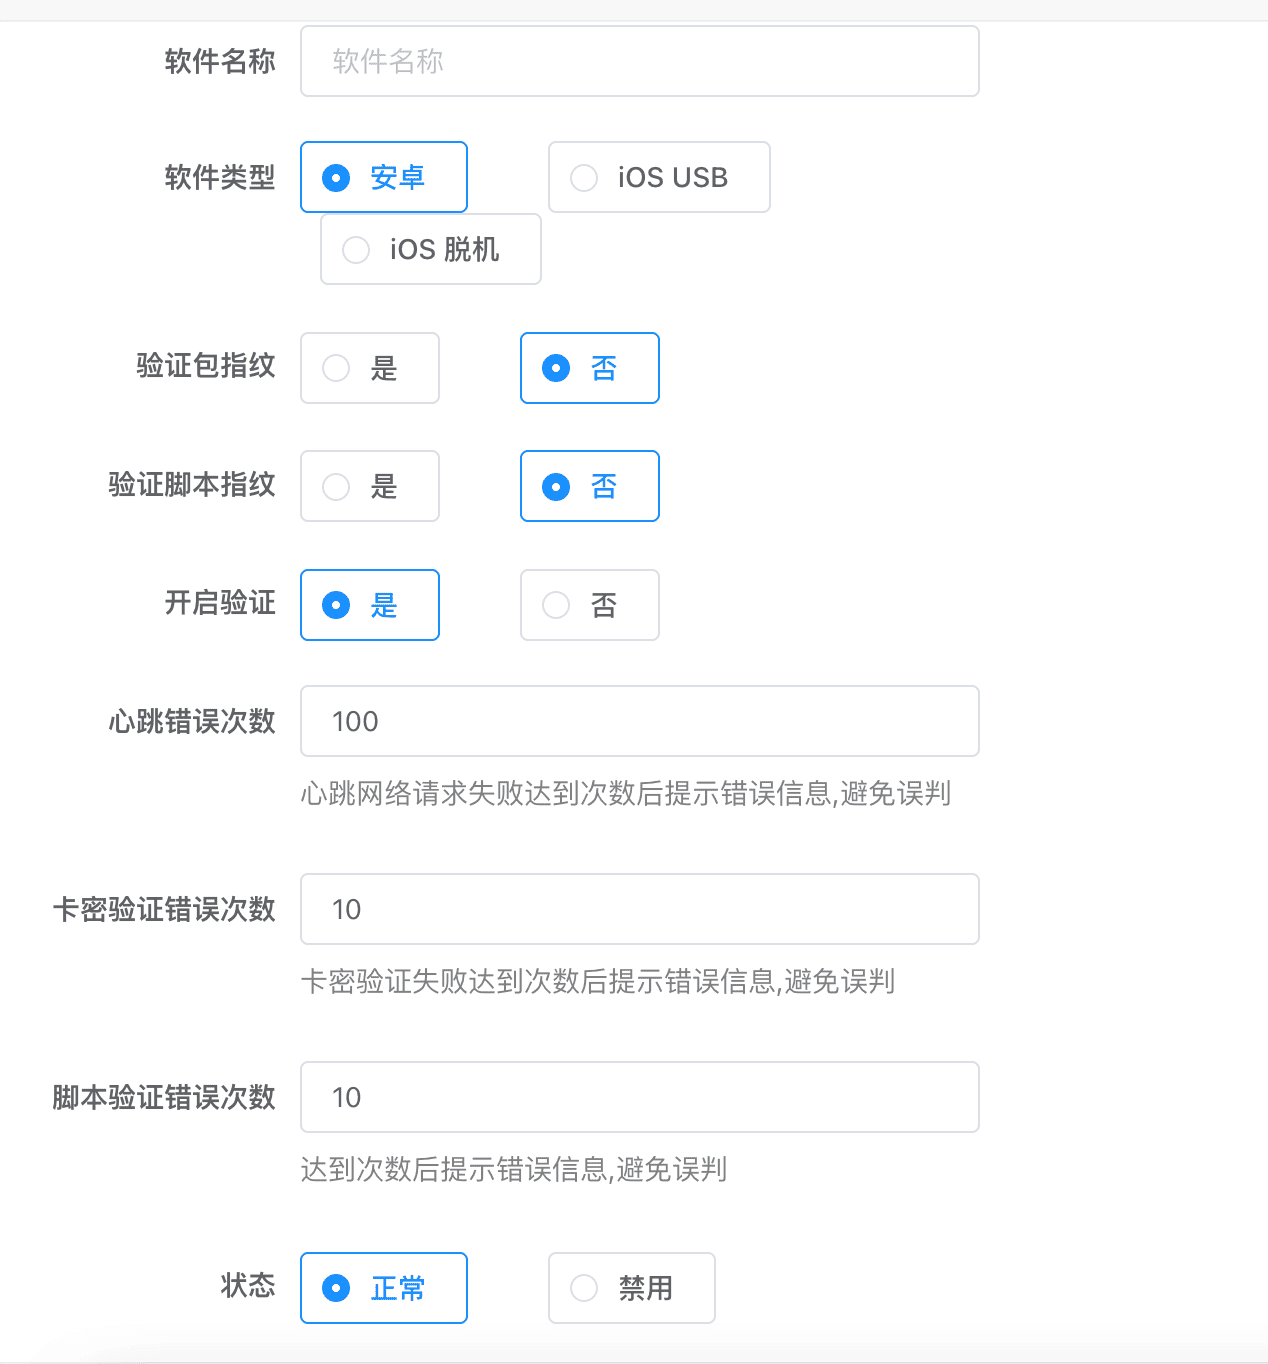 软件名称 软件名称
软件类型 安卓 iOS USB
iOS 脱机
验证包指纹 是 否
验证脚本指纹 是 否
开启验证 是 否
心跳错误次数 100
心跳网络请求失败达到次数后提示错误信息,避免误判
卡密验证错误次数 10
卡密验证失败达到次数后提示错误信息,避免误判
脚本验证错误次数 10
达到次数后提示错误信息,避免误判
状态 正常 禁用